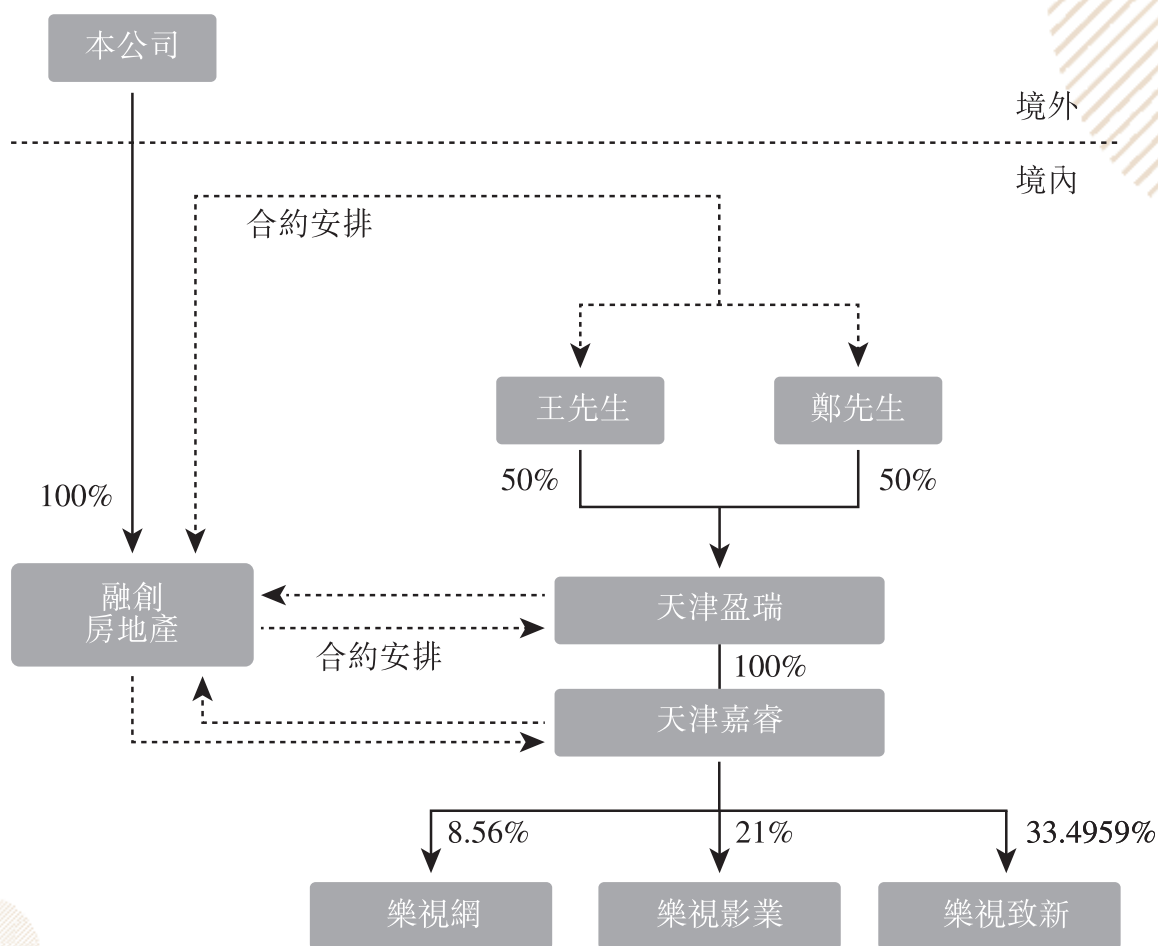 本公司
境外
境內
合約安排
王先生
鄭先生
50%
50%
100%
融創
房地產
天津盈瑞
合約安排
100%
天津嘉睿
8.56%
21%
33.4959%
樂視網
樂視影業
樂視致新